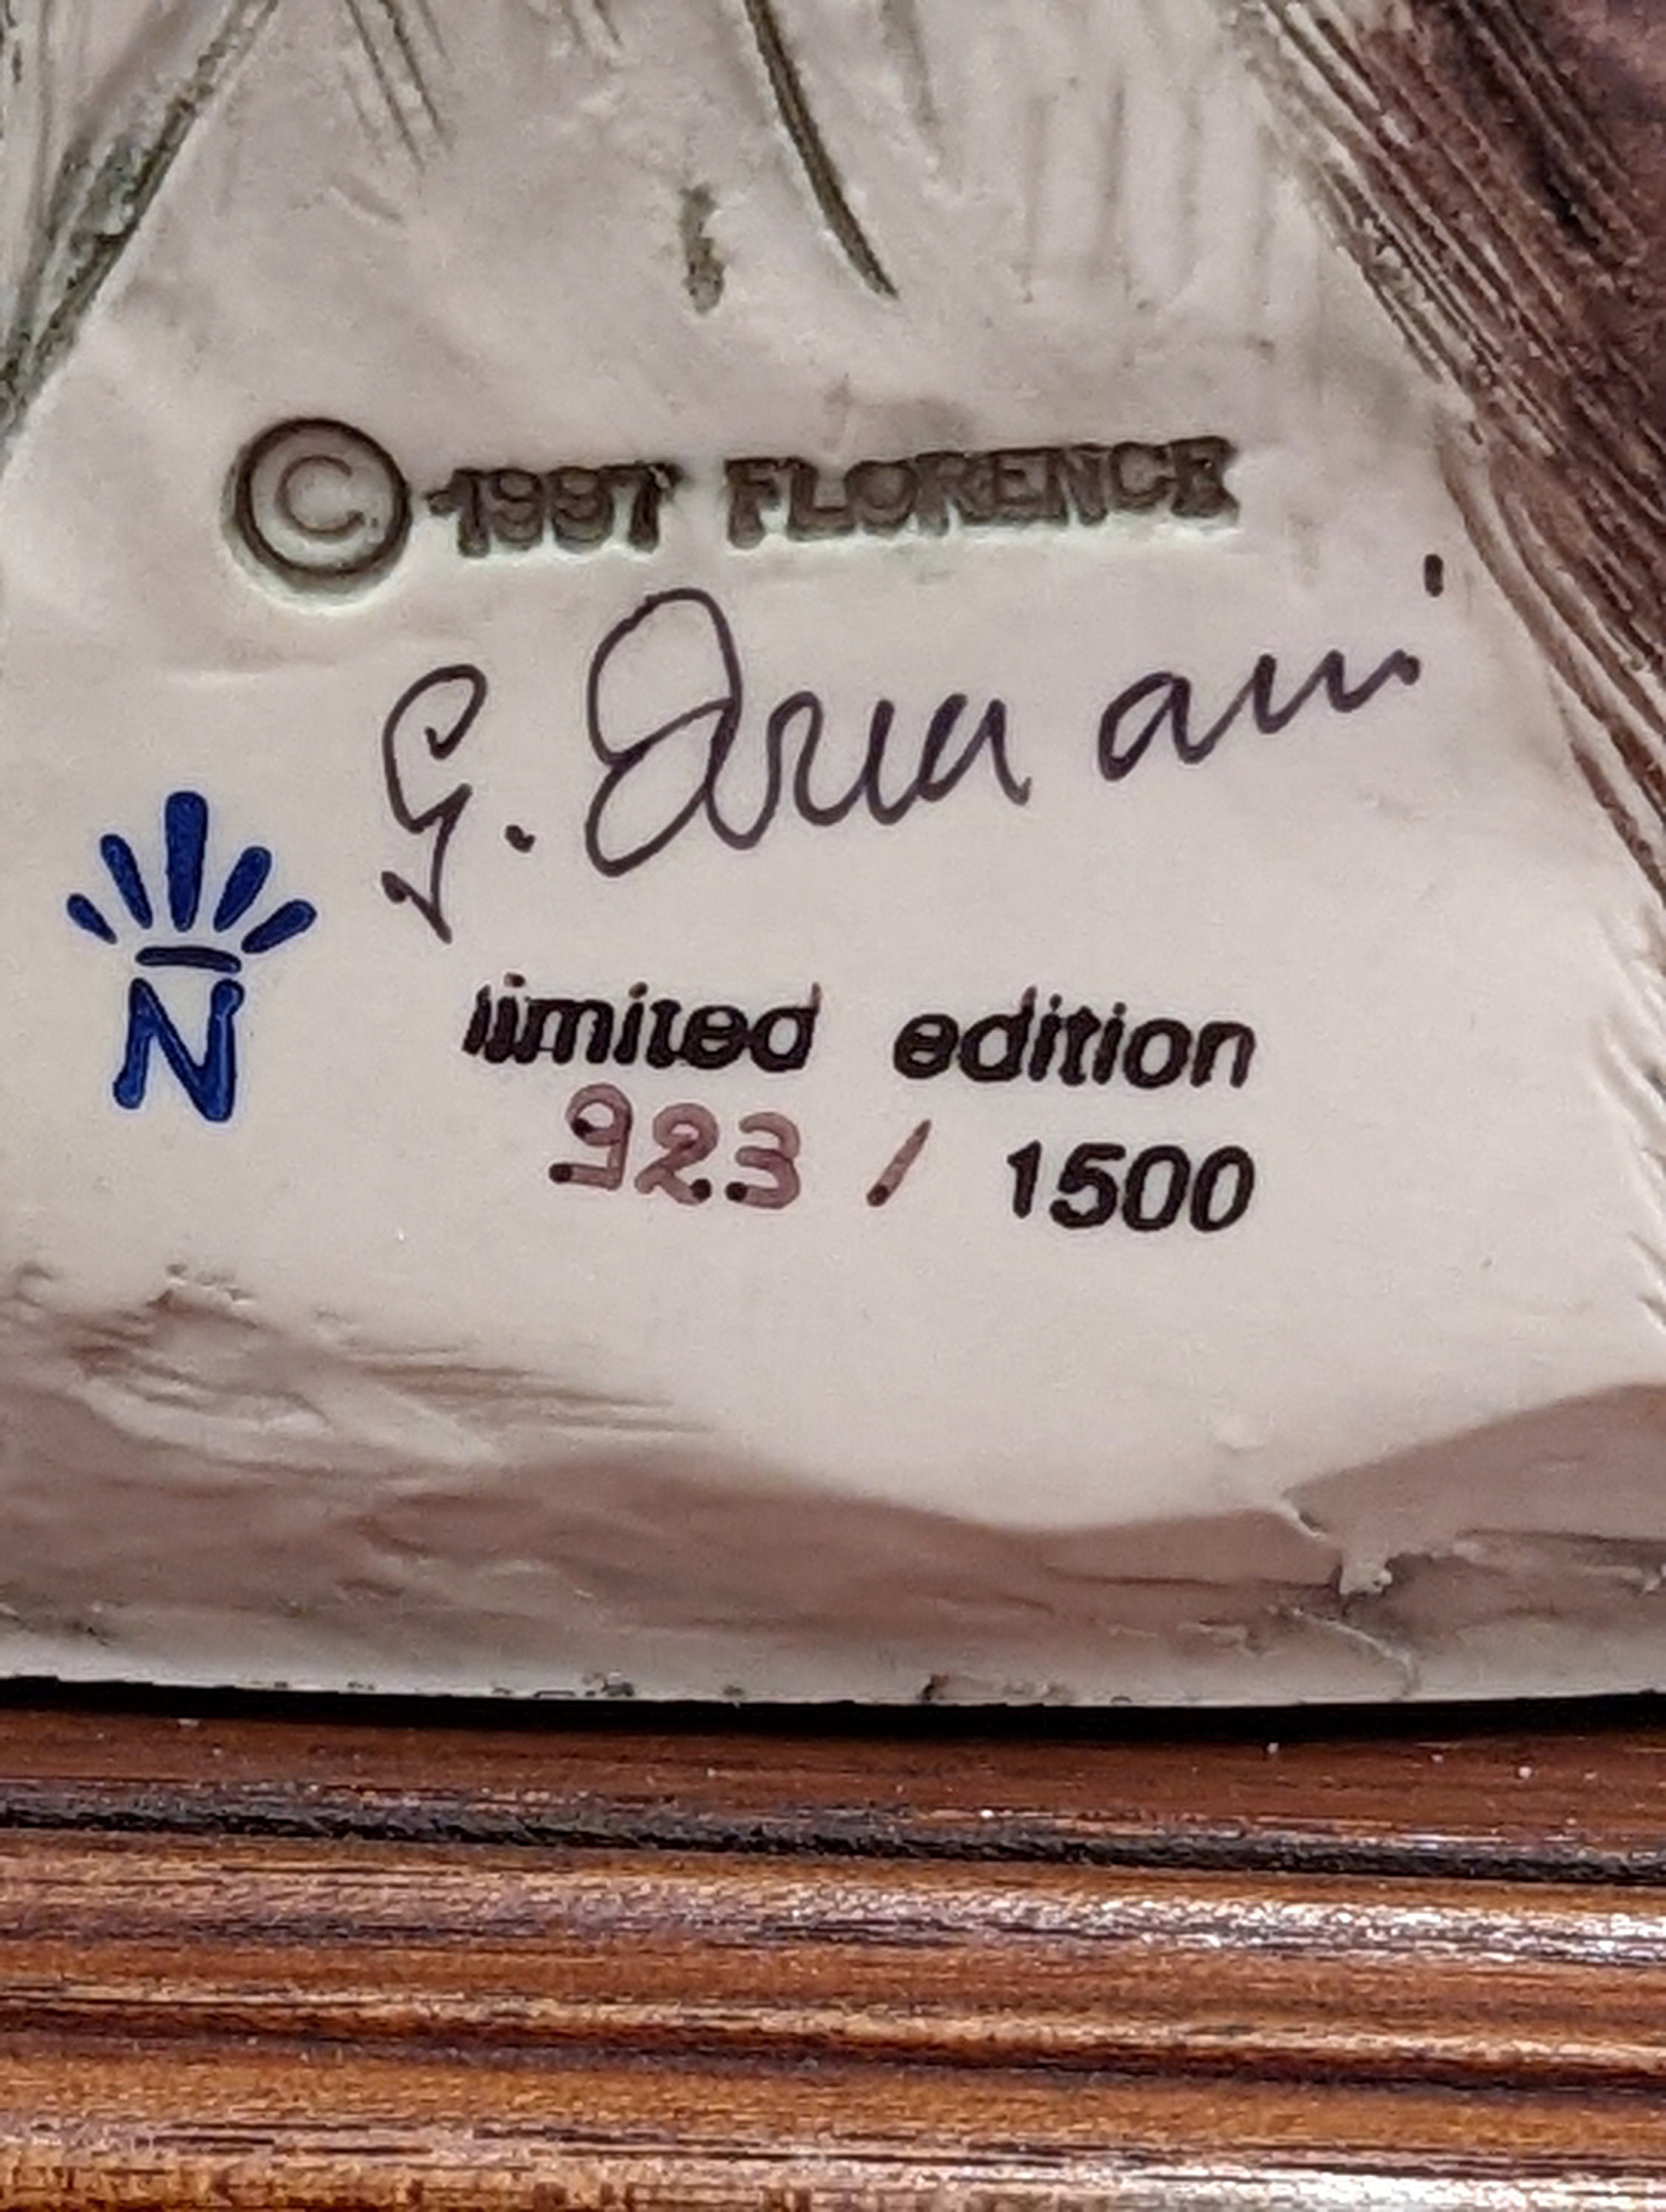 © 1997 FLORENCE
G. Armani
N
limited edition
923 / 1500